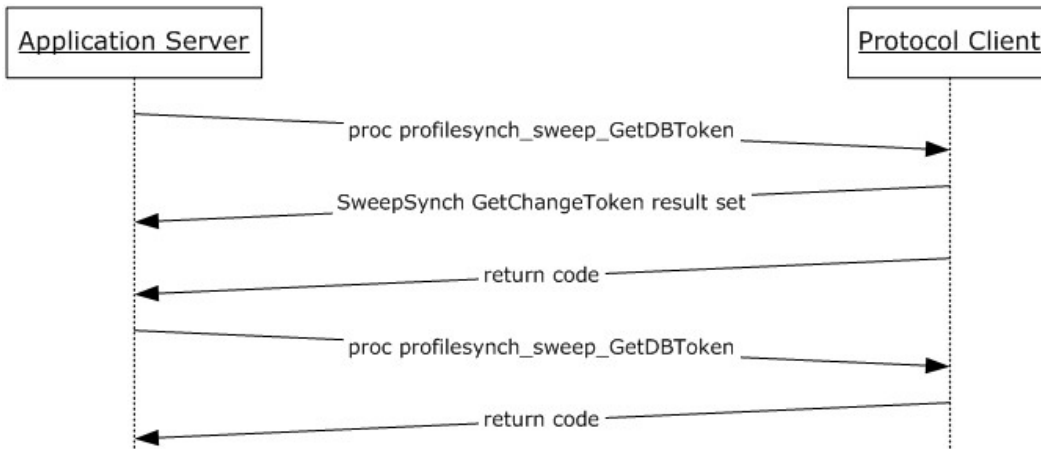 Application Server
Protocol Client
proc profilesynch_sweep_GetDBToken
SweepSynch GetChangeToken result set
return code
proc profilesynch_sweep_GetDBToken
return code